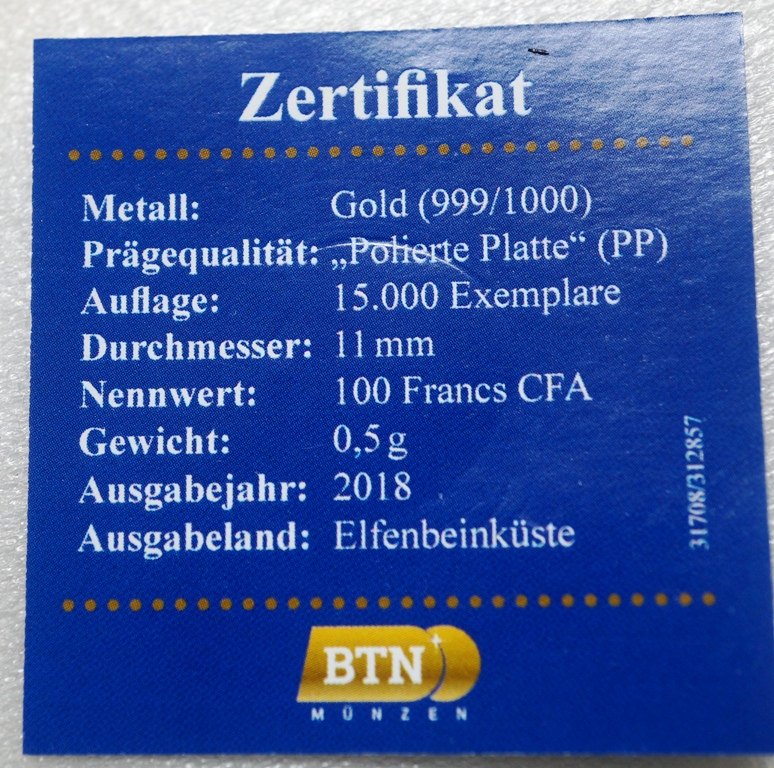 Zertifikat
Metall: Gold (999/1000)
Prägequalität: „Polierte Platte“ (PP)
Auflage: 15.000 Exemplare
Durchmesser: 11 mm
Nennwert: 100 Francs CFA
Gewicht: 0,5 g
Ausgabejahr: 2018
Ausgabeland: Elfenbeinküste
31708/312857
BTN
MÜNZEN